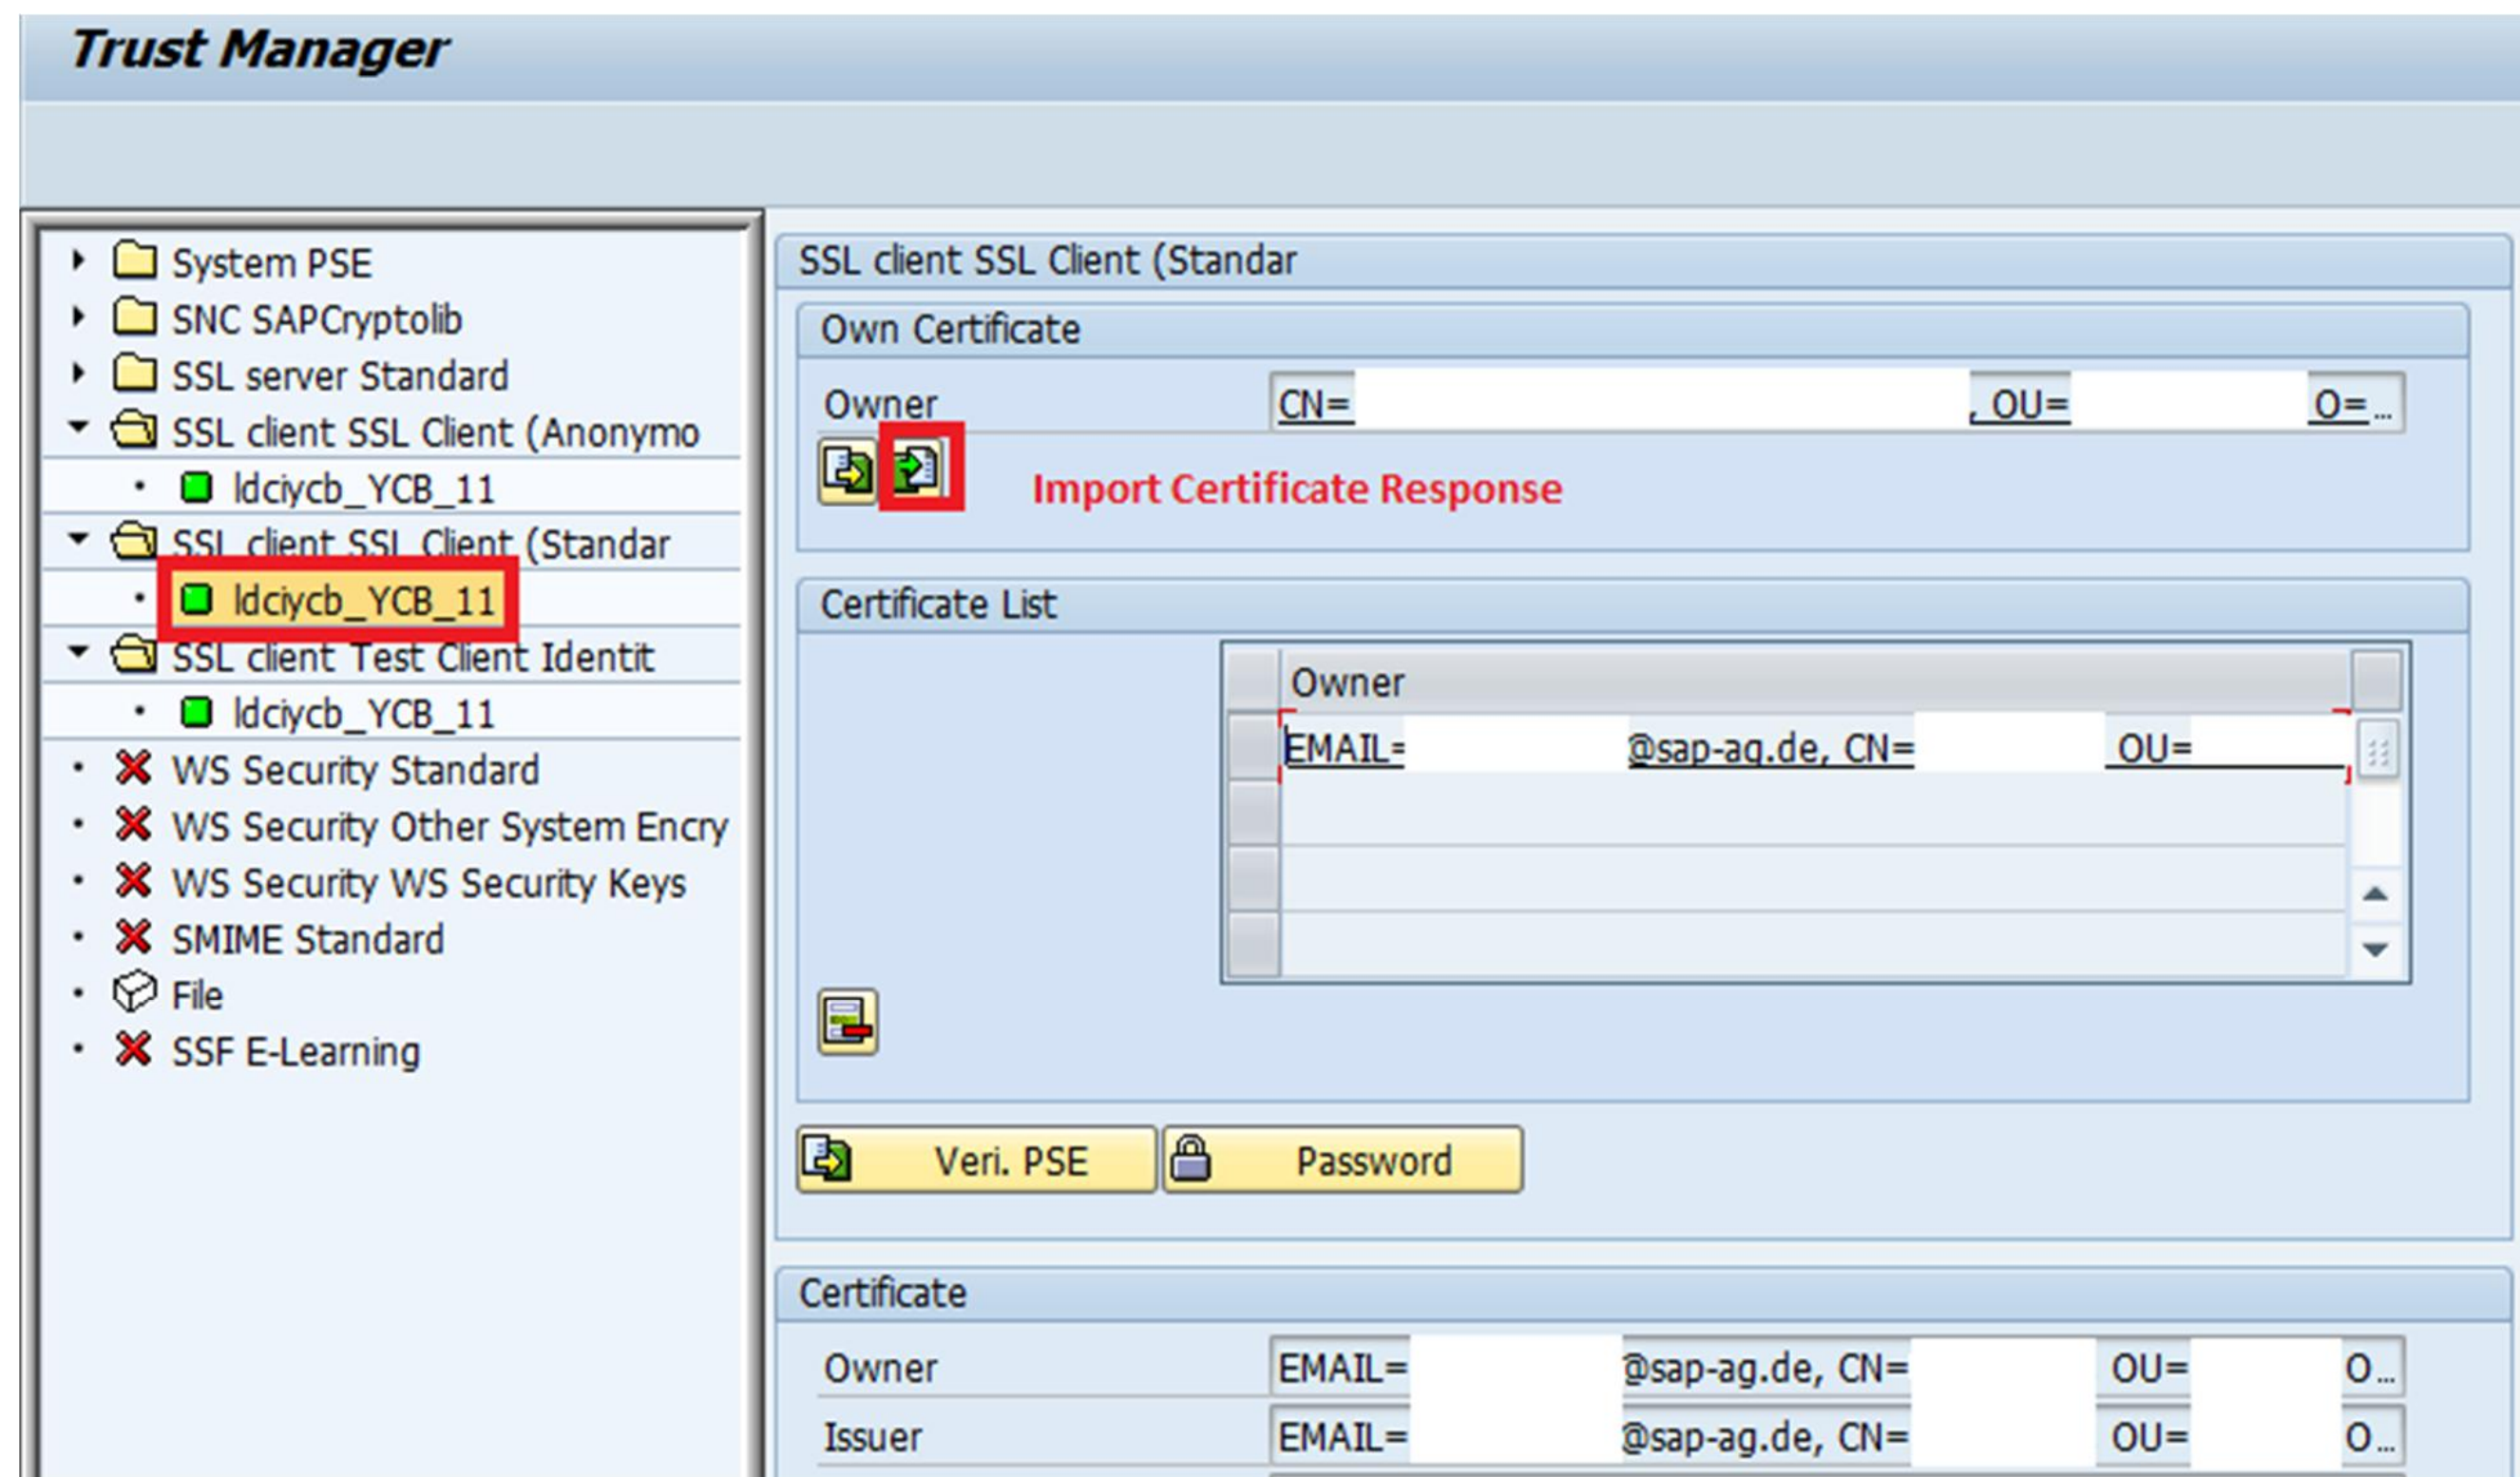 Trust Manager
System PSE
SNC SAPCryptolib
SSL server Standard
SSL client SSL Client (Anonymo
ldciycb_YCB_11
SSL client SSL Client (Standar
ldciycb_YCB_11
SSL client Test Client Identit
ldciycb_YCB_11
WS Security Standard
WS Security Other System Encry
WS Security WS Security Keys
SMIME Standard
File
SSF E-Learning
SSL client SSL Client (Standar
Own Certificate
Owner CN= , OU= O=...
Import Certificate Response
Certificate List
Owner
EMAIL= @sap-ag.de, CN= OU=
Veri. PSE Password
Certificate
Owner EMAIL= @sap-ag.de, CN= OU= O...
Issuer EMAIL= @sap-ag.de, CN= OU= O...